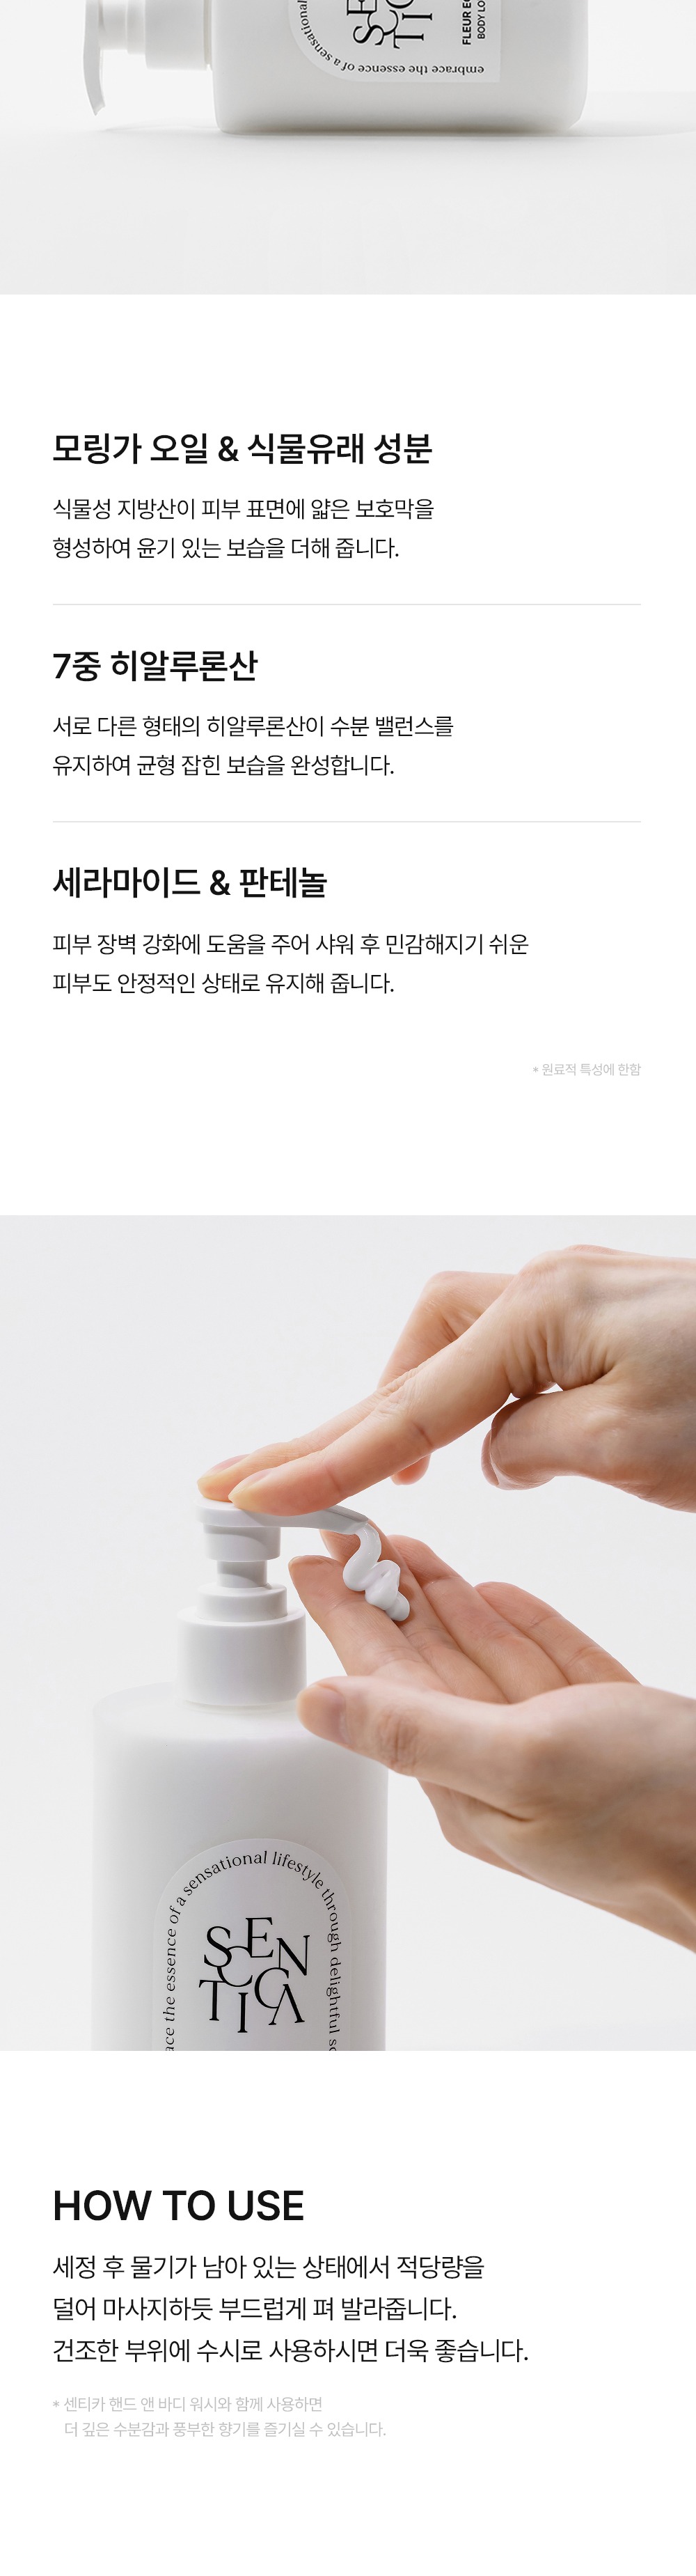 SE
TIC
FLEUR
BODY LO
embrace the essence of a sensational
모링가 오일 & 식물유래 성분
식물성 지방산이 피부 표면에 얇은 보호막을
형성하여 윤기 있는 보습을 더해 줍니다.
7중 히알루론산
서로 다른 형태의 히알루론산이 수분 밸런스를
유지하여 균형 잡힌 보습을 완성합니다.
세라마이드 & 판테놀
피부 장벽 강화에 도움을 주어 샤워 후 민감해지기 쉬운
피부도 안정적인 상태로 유지해 줍니다.
* 원료적 특성에 한함
ace the essence of a sensational lifestyle through delightful sc
SCEN
TICA
HOW TO USE
세정 후 물기가 남아 있는 상태에서 적당량을
덜어 마사지하듯 부드럽게 펴 발라줍니다.
건조한 부위에 수시로 사용하시면 더욱 좋습니다.
* 센티카 핸드 앤 바디 워시와 함께 사용하면
더 깊은 수분감과 풍부한 향기를 즐기실 수 있습니다.